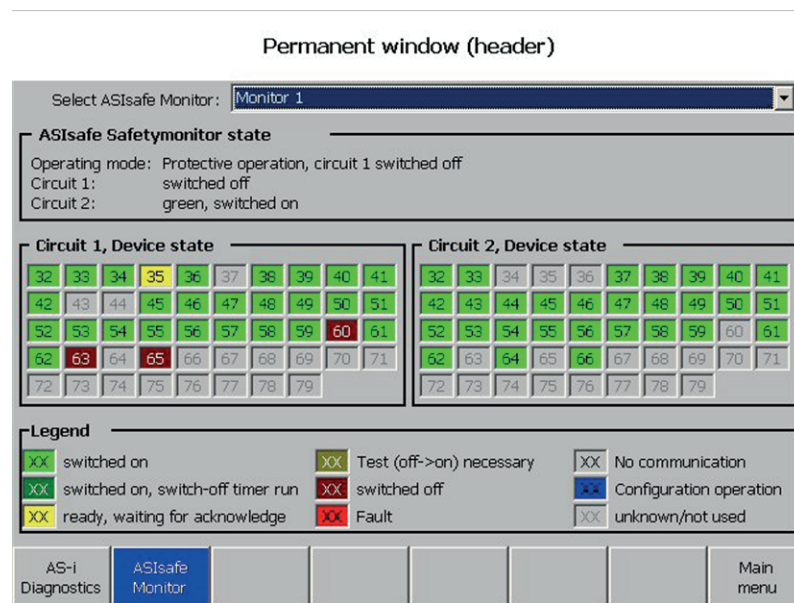 Permanent window (header)
Select ASIsafe Monitor: Monitor 1
ASIsafe Safetymonitor state
Operating mode: Protective operation, circuit 1 switched off
Circuit 1: switched off
Circuit 2: green, switched on
Circuit 1, Device state
32 33 34 35 36 37 38 39 40 41
42 43 44 45 46 47 48 49 50 51
52 53 54 55 56 57 58 59 60 61
62 63 64 65 66 67 68 69 70 71
72 73 74 75 76 77 78 79
Circuit 2, Device state
32 33 34 35 36 37 38 39 40 41
42 43 44 45 46 47 48 49 50 51
52 53 54 55 56 57 58 59 60 61
62 63 64 65 66 67 68 69 70 71
72 73 74 75 76 77 78 79
Legend
XX switched on
XX switched on, switch-off timer run
XX ready, waiting for acknowledge
XX Test (off->on) necessary
XX switched off
XX Fault
XX No communication
XX Configuration operation
XX unknown/not used
AS-i
Diagnostics
ASIsafe
Monitor
Main
menu